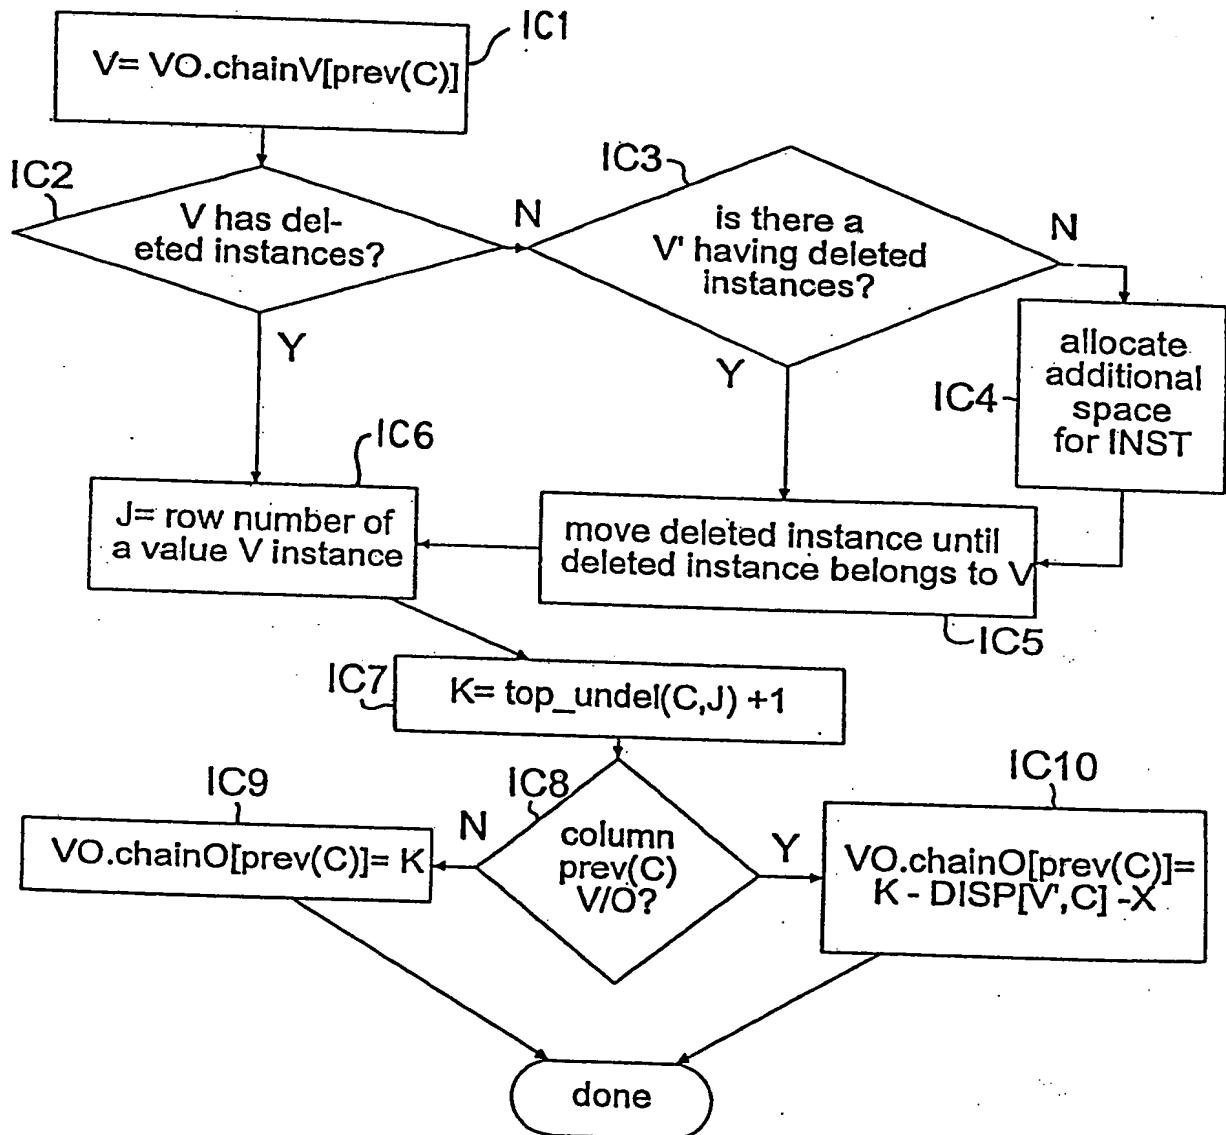 IC1
V= VO.chainV[prev(C)]
IC2
V has del-
eted instances?
N
Y
IC3
is there a
V' having deleted
instances?
N
Y
IC4
allocate
additional
space
for INST
IC6
J= row number of
a value V instance
move deleted instance until
deleted instance belongs to V
IC5
IC7
K= top_undel(C,J) +1
IC8
column
prev(C)
V/O?
N
Y
IC9
VO.chainO[prev(C)]= K
IC10
VO.chainO[prev(C)]=
K - DISP[V',C] -X
done